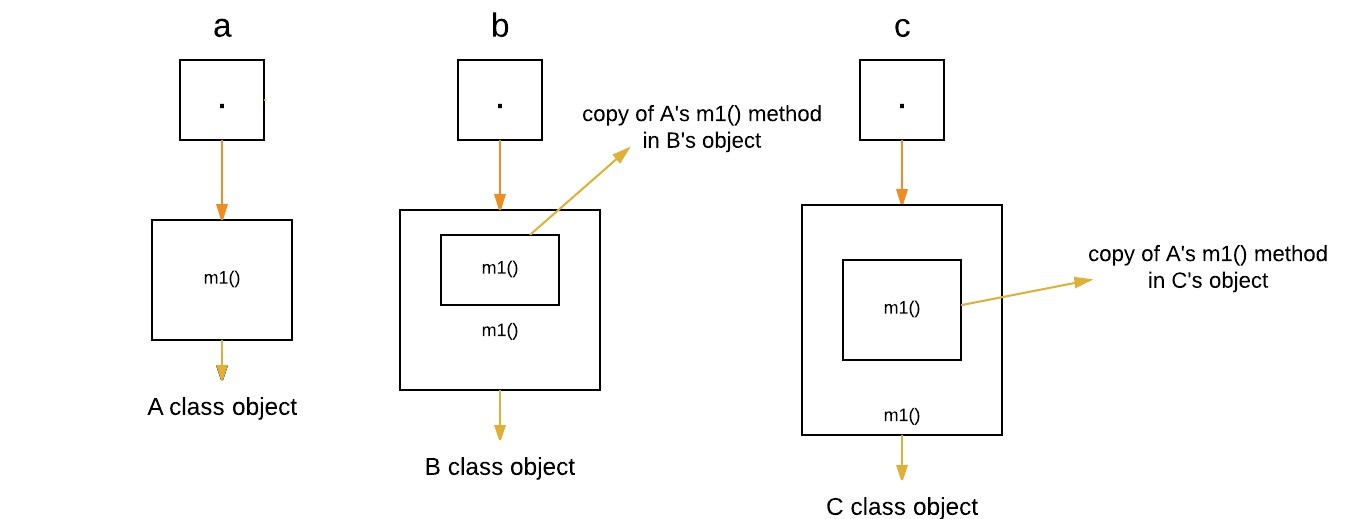 a
b
c
.
.
.
copy of A's m1() method
in B's object
m1()
m1()
m1()
copy of A's m1() method
in C's object
m1()
m1()
A class object
B class object
C class object